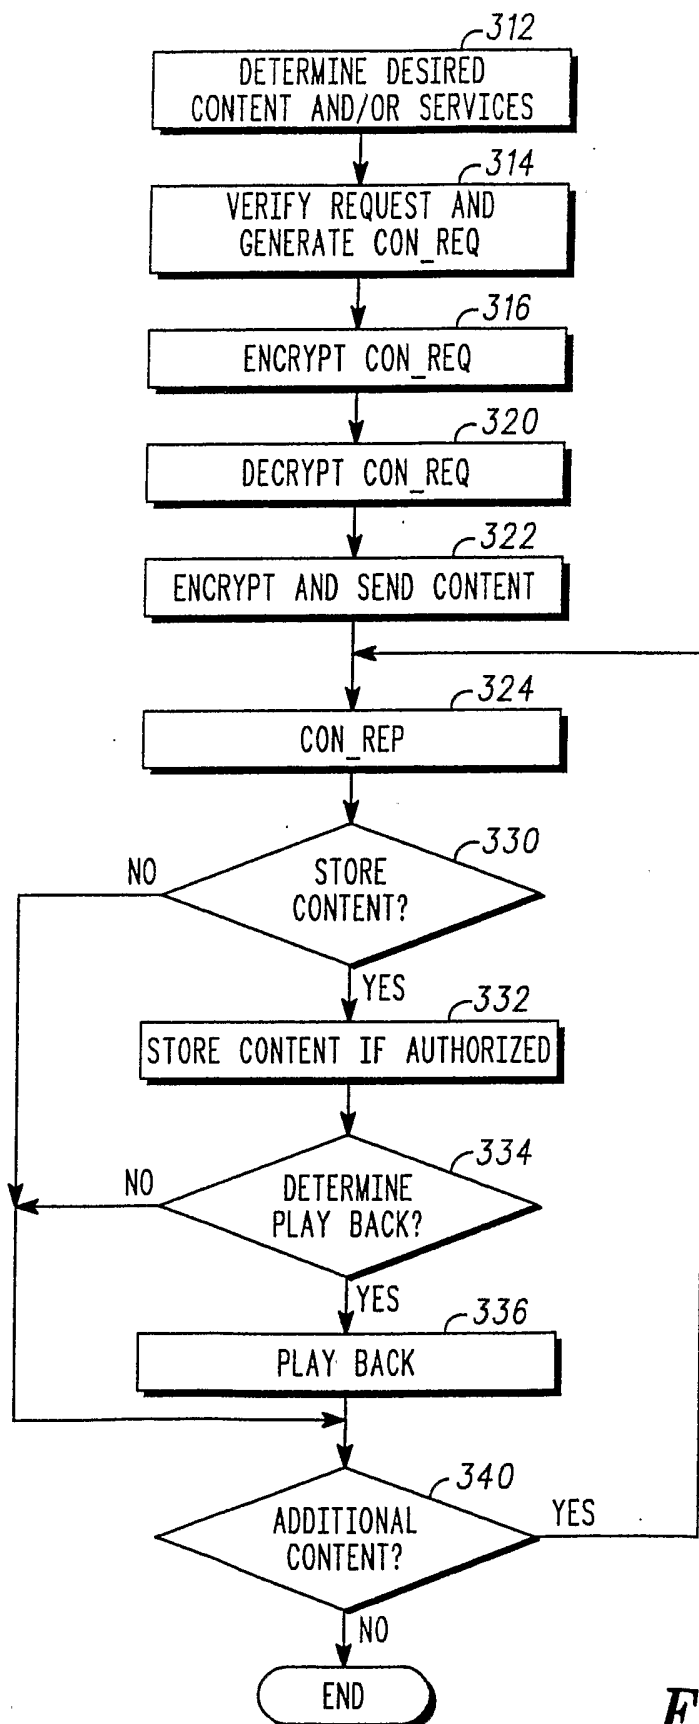 312
DETERMINE DESIRED
CONTENT AND/OR SERVICES
314
VERIFY REQUEST AND
GENERATE CON_REQ
316
ENCRYPT CON_REQ
320
DECRYPT CON_REQ
322
ENCRYPT AND SEND CONTENT
324
CON_REP
330
NO
STORE
CONTENT?
YES
332
STORE CONTENT IF AUTHORIZED
334
NO
DETERMINE
PLAY BACK?
YES
336
PLAY BACK
340
ADDITIONAL
CONTENT?
YES
NO
END